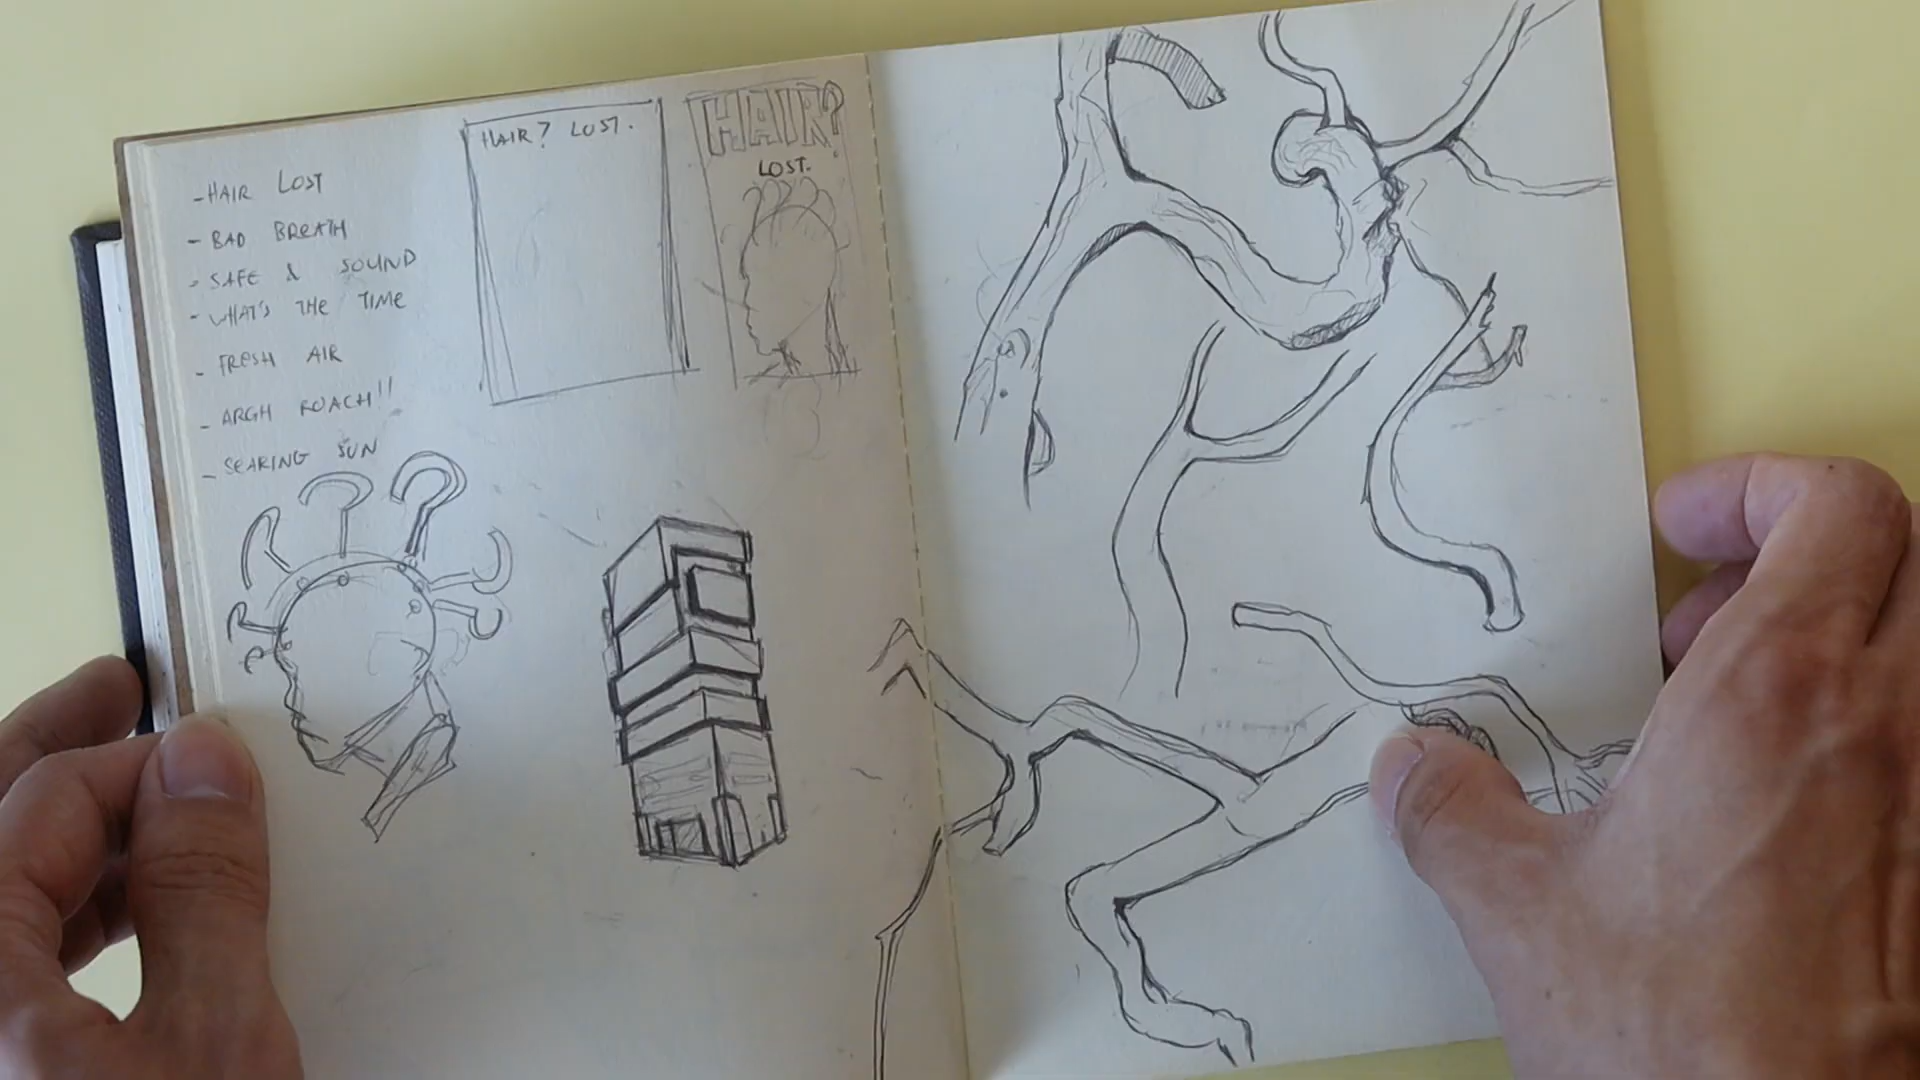 - HAIR LOST
- BAD BREATH
- SAFE & SOUND
- WHAT'S THE TIME
- FRESH AIR
- ARGH ROACH!!
- SEARING SUN
HAIR? LOST.
HAIR?
LOST.